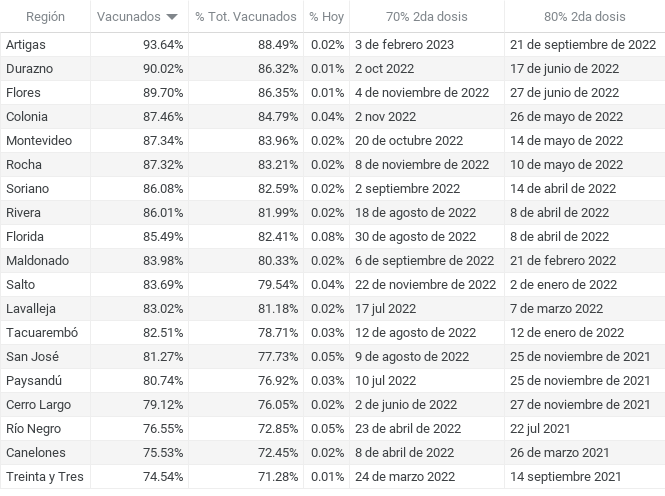 Región Vacunados % Tot. Vacunados % Hoy 70% 2da dosis 80% 2da dosis
Artigas 93.64% 88.49% 0.02% 3 de febrero 2023 21 de septiembre de 2022
Durazno 90.02% 86.32% 0.01% 2 oct 2022 17 de junio de 2022
Flores 89.70% 86.35% 0.01% 4 de noviembre de 2022 27 de junio de 2022
Colonia 87.46% 84.79% 0.04% 2 nov 2022 26 de mayo de 2022
Montevideo 87.34% 83.96% 0.02% 20 de octubre 2022 14 de mayo de 2022
Rocha 87.32% 83.21% 0.02% 8 de noviembre de 2022 10 de mayo de 2022
Soriano 86.08% 82.59% 0.02% 2 septiembre 2022 14 de abril de 2022
Rivera 86.01% 81.99% 0.02% 18 de agosto de 2022 8 de abril de 2022
Florida 85.49% 82.41% 0.08% 30 de agosto de 2022 8 de abril de 2022
Maldonado 83.98% 80.33% 0.02% 6 de septiembre de 2022 21 de febrero 2022
Salto 83.69% 79.54% 0.04% 22 de noviembre de 2022 2 de enero de 2022
Lavalleja 83.02% 81.18% 0.02% 17 jul 2022 7 de marzo 2022
Tacuarembó 82.51% 78.71% 0.03% 12 de agosto de 2022 12 de enero de 2022
San José 81.27% 77.73% 0.05% 9 de agosto de 2022 25 de noviembre de 2021
Paysandú 80.74% 76.92% 0.03% 10 jul 2022 25 de noviembre de 2021
Cerro Largo 79.12% 76.05% 0.02% 2 de junio de 2022 27 de noviembre de 2021
Río Negro 76.55% 72.85% 0.05% 23 de abril de 2022 22 jul 2021
Canelones 75.53% 72.45% 0.02% 8 de abril de 2022 26 de marzo 2021
Treinta y Tres 74.54% 71.28% 0.01% 24 de marzo 2022 14 septiembre 2021